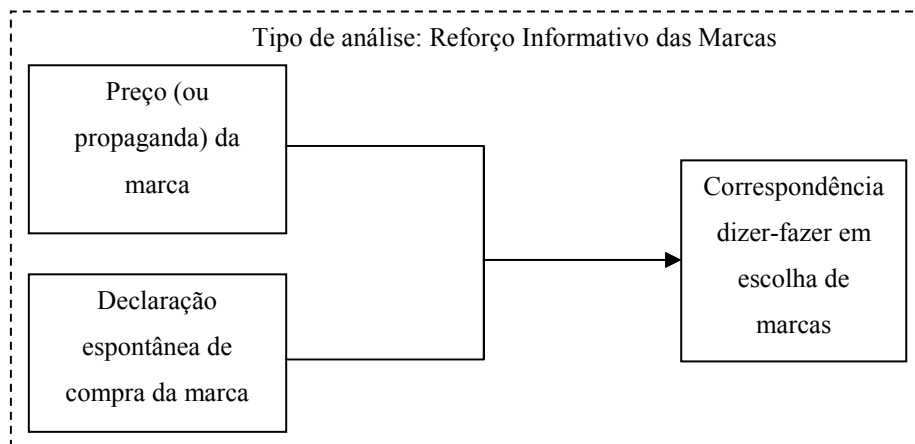 Tipo de análise: Reforço Informativo das Marcas
Preço (ou
propaganda) da
marca
Declaração
espontânea de
compra da marca
Correspondência
dizer-fazer em
escolha de
marcas